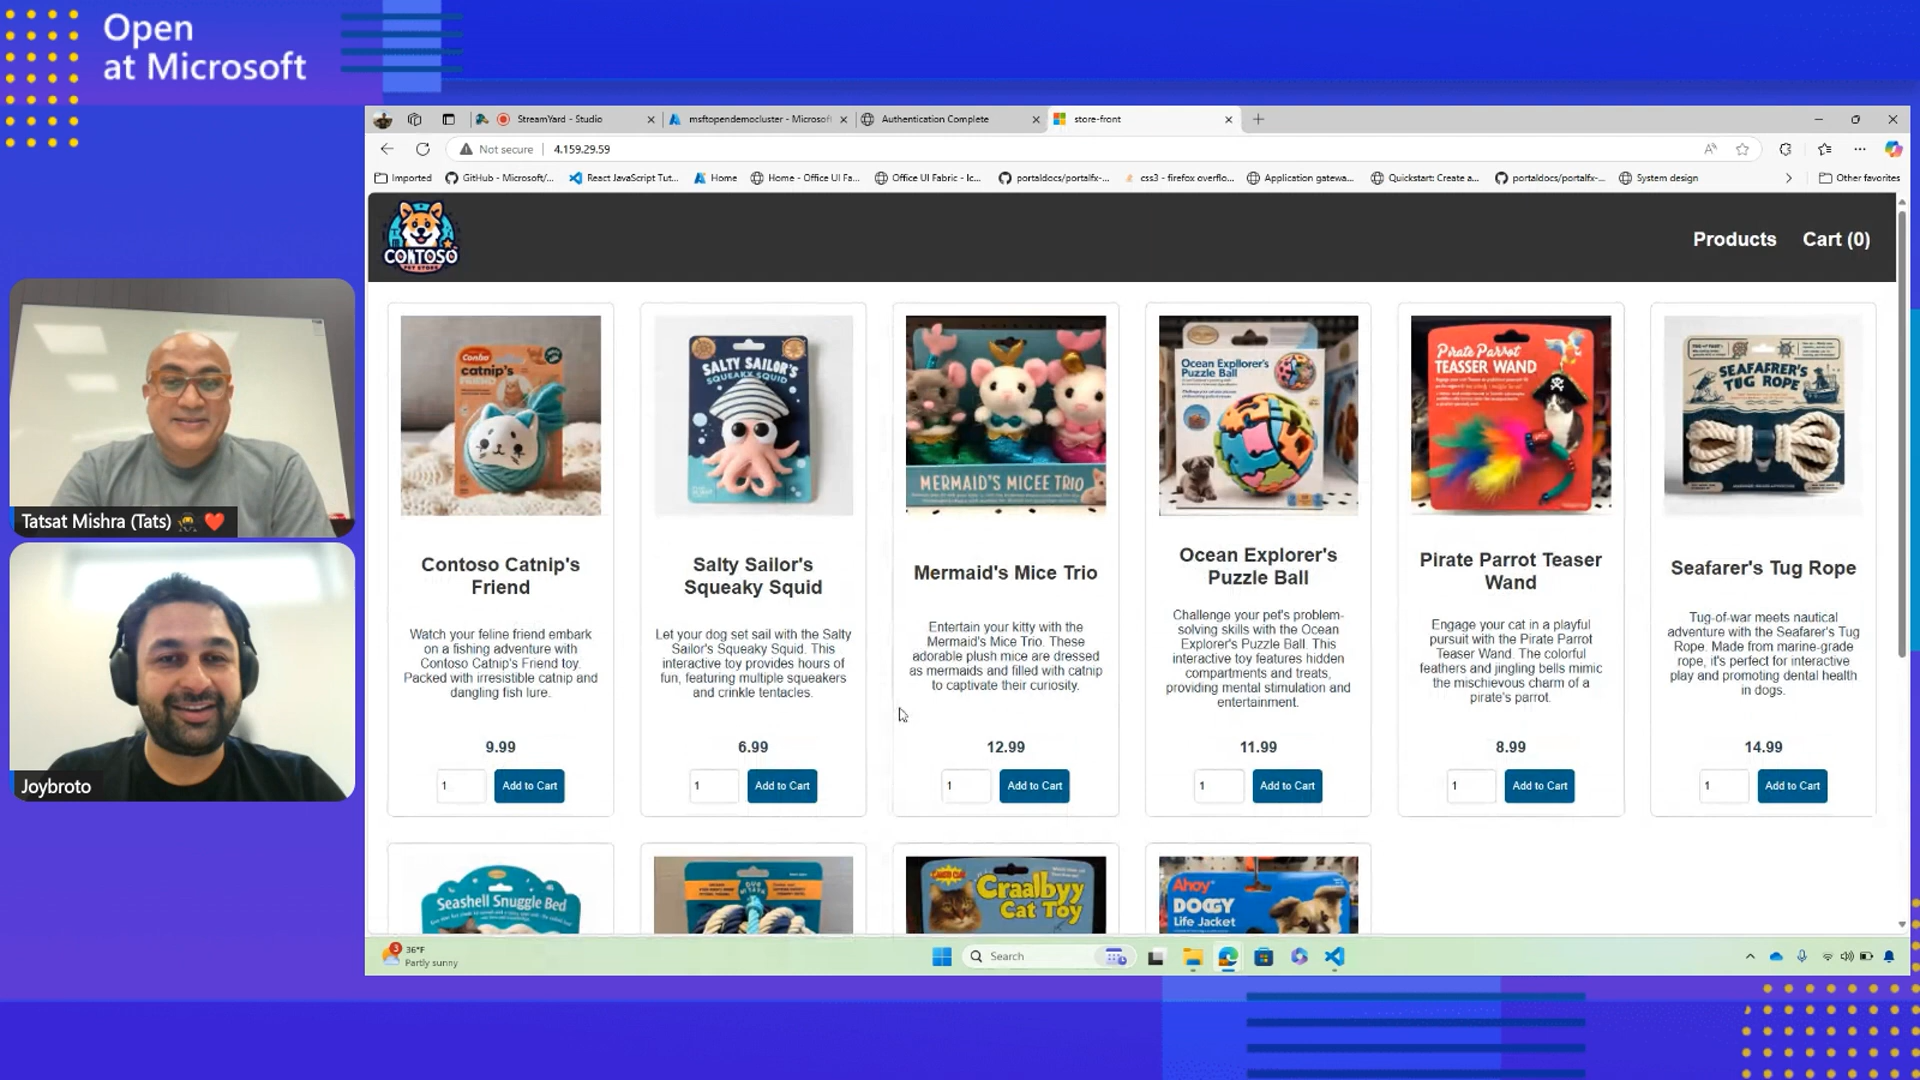 Open
at Microsoft
StreamYard - Studio
msftopendemocluster - Microsoft
Authentication Complete
store-front
Not secure
4.159.29.59
Imported
GitHub - Microsoft/...
React JavaScript Tut...
Home
Home - Office UI Fa...
Office UI Fabric - Ic...
portaldocs/portalfx-...
css3 - firefox overflo...
Application gatewa...
Quickstart: Create a...
portaldocs/portalfx-...
System design
Other favorites
CONTOSO
PET STORE
Products
Cart (0)
Conbo
catnip's
FRIEND
SALTY SAILOR'S
SQUEAKY SQUID
MERMAID'S MICEE TRIO
Ocean Expllorer's
Puzzle Ball
Pirate Parrot
TEASSER WAND
SEAFAFRER'S
TUG ROPE
Contoso Catnip's
Friend
Watch your feline friend embark
on a fishing adventure with
Contoso Catnip's Friend toy.
Packed with irresistible catnip and
dangling fish lure.
9.99
1
Add to Cart
Salty Sailor's
Squeaky Squid
Let your dog set sail with the Salty
Sailor's Squeaky Squid. This
interactive toy provides hours of
fun, featuring multiple squeakers
and crinkle tentacles.
6.99
1
Add to Cart
Mermaid's Mice Trio
Entertain your kitty with the
Mermaid's Mice Trio. These
adorable plush mice are dressed
as mermaids and filled with catnip
to captivate their curiosity.
12.99
1
Add to Cart
Ocean Explorer's
Puzzle Ball
Challenge your pet's problem-
solving skills with the Ocean
Explorer's Puzzle Ball. This
interactive toy features hidden
compartments and treats,
providing mental stimulation and
entertainment.
11.99
1
Add to Cart
Pirate Parrot Teaser
Wand
Engage your cat in a playful
pursuit with the Pirate Parrot
Teaser Wand. The colorful
feathers and jingling bells mimic
the mischievous charm of a
pirate's parrot.
8.99
1
Add to Cart
Seafarer's Tug Rope
Tug-of-war meets nautical
adventure with the Seafarer's Tug
Rope. Made from marine-grade
rope, it's perfect for interactive
play and promoting dental health
in dogs.
14.99
1
Add to Cart
Seashell Snuggle Bed
Craalbyy
Cat Toy
Ahoy
DOGGY
Life Jacket
Tatsat Mishra (Tats)
Joybroto
3
36°F
Partly sunny
Search